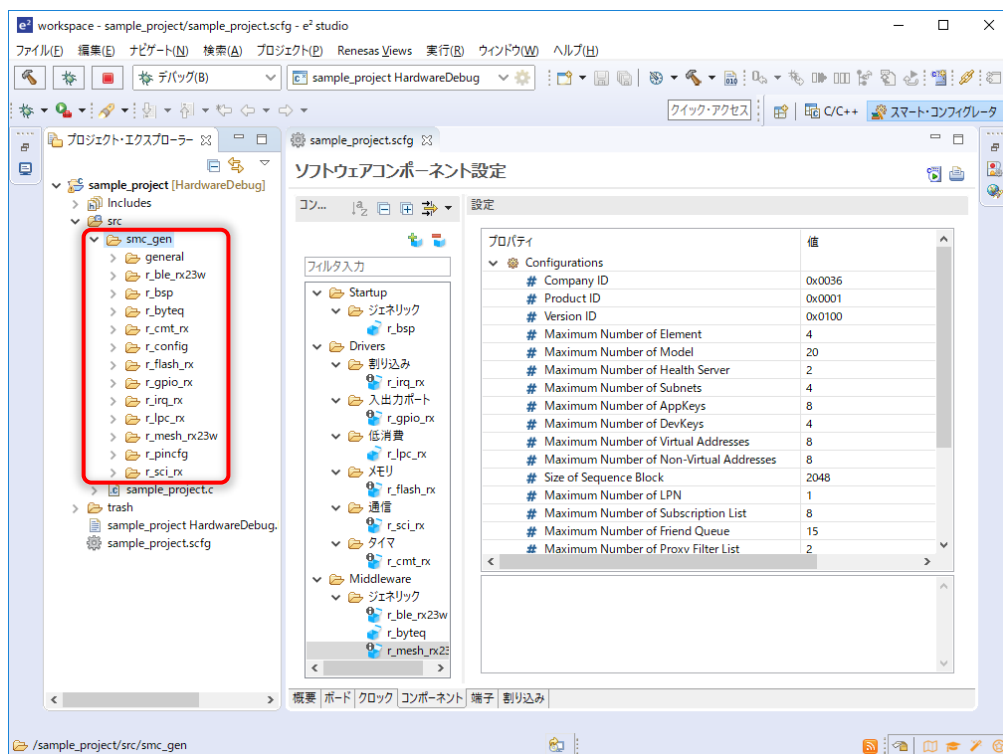 workspace - sample_project/sample_project.scfg - e² studio
ファイル(F) 編集(E) ナビゲート(N) 検索(A) プロジェクト(P) Renesas Views 実行(R) ウィンドウ(W) ヘルプ(H)
デバッグ(B)
sample_project HardwareDebug
クイック・アクセス
C/C++
スマート・コンフィグレータ
プロジェクト・エクスプローラー
sample_project [HardwareDebug]
Includes
src
smc_gen
general
r_ble_rx23w
r_bsp
r_byteq
r_cmt_rx
r_config
r_flash_rx
r_gpio_rx
r_irq_rx
r_lpc_rx
r_mesh_rx23w
r_pincfg
r_sci_rx
sample_project.c
trash
sample_project HardwareDebug.
sample_project.scfg
sample_project.scfg
ソフトウェアコンポーネント設定
コン...
フィルタ入力
Startup
ジェネリック
r_bsp
Drivers
割り込み
r_irq_rx
入出力ポート
r_gpio_rx
低消費
r_lpc_rx
メモリ
r_flash_rx
通信
r_sci_rx
タイマ
r_cmt_rx
Middleware
ジェネリック
r_ble_rx23w
r_byteq
r_mesh_rx23
設定
プロパティ 値
Configurations
# Company ID 0x0036
# Product ID 0x0001
# Version ID 0x0100
# Maximum Number of Element 4
# Maximum Number of Model 20
# Maximum Number of Health Server 2
# Maximum Number of Subnets 4
# Maximum Number of AppKeys 8
# Maximum Number of DevKeys 4
# Maximum Number of Virtual Addresses 8
# Maximum Number of Non-Virtual Addresses 8
# Size of Sequence Block 2048
# Maximum Number of LPN 1
# Maximum Number of Subscription List 8
# Maximum Number of Friend Queue 15
# Maximum Number of Proxy Filter List 2
概要 ボード クロック コンポーネント 端子 割り込み
/sample_project/src/smc_gen